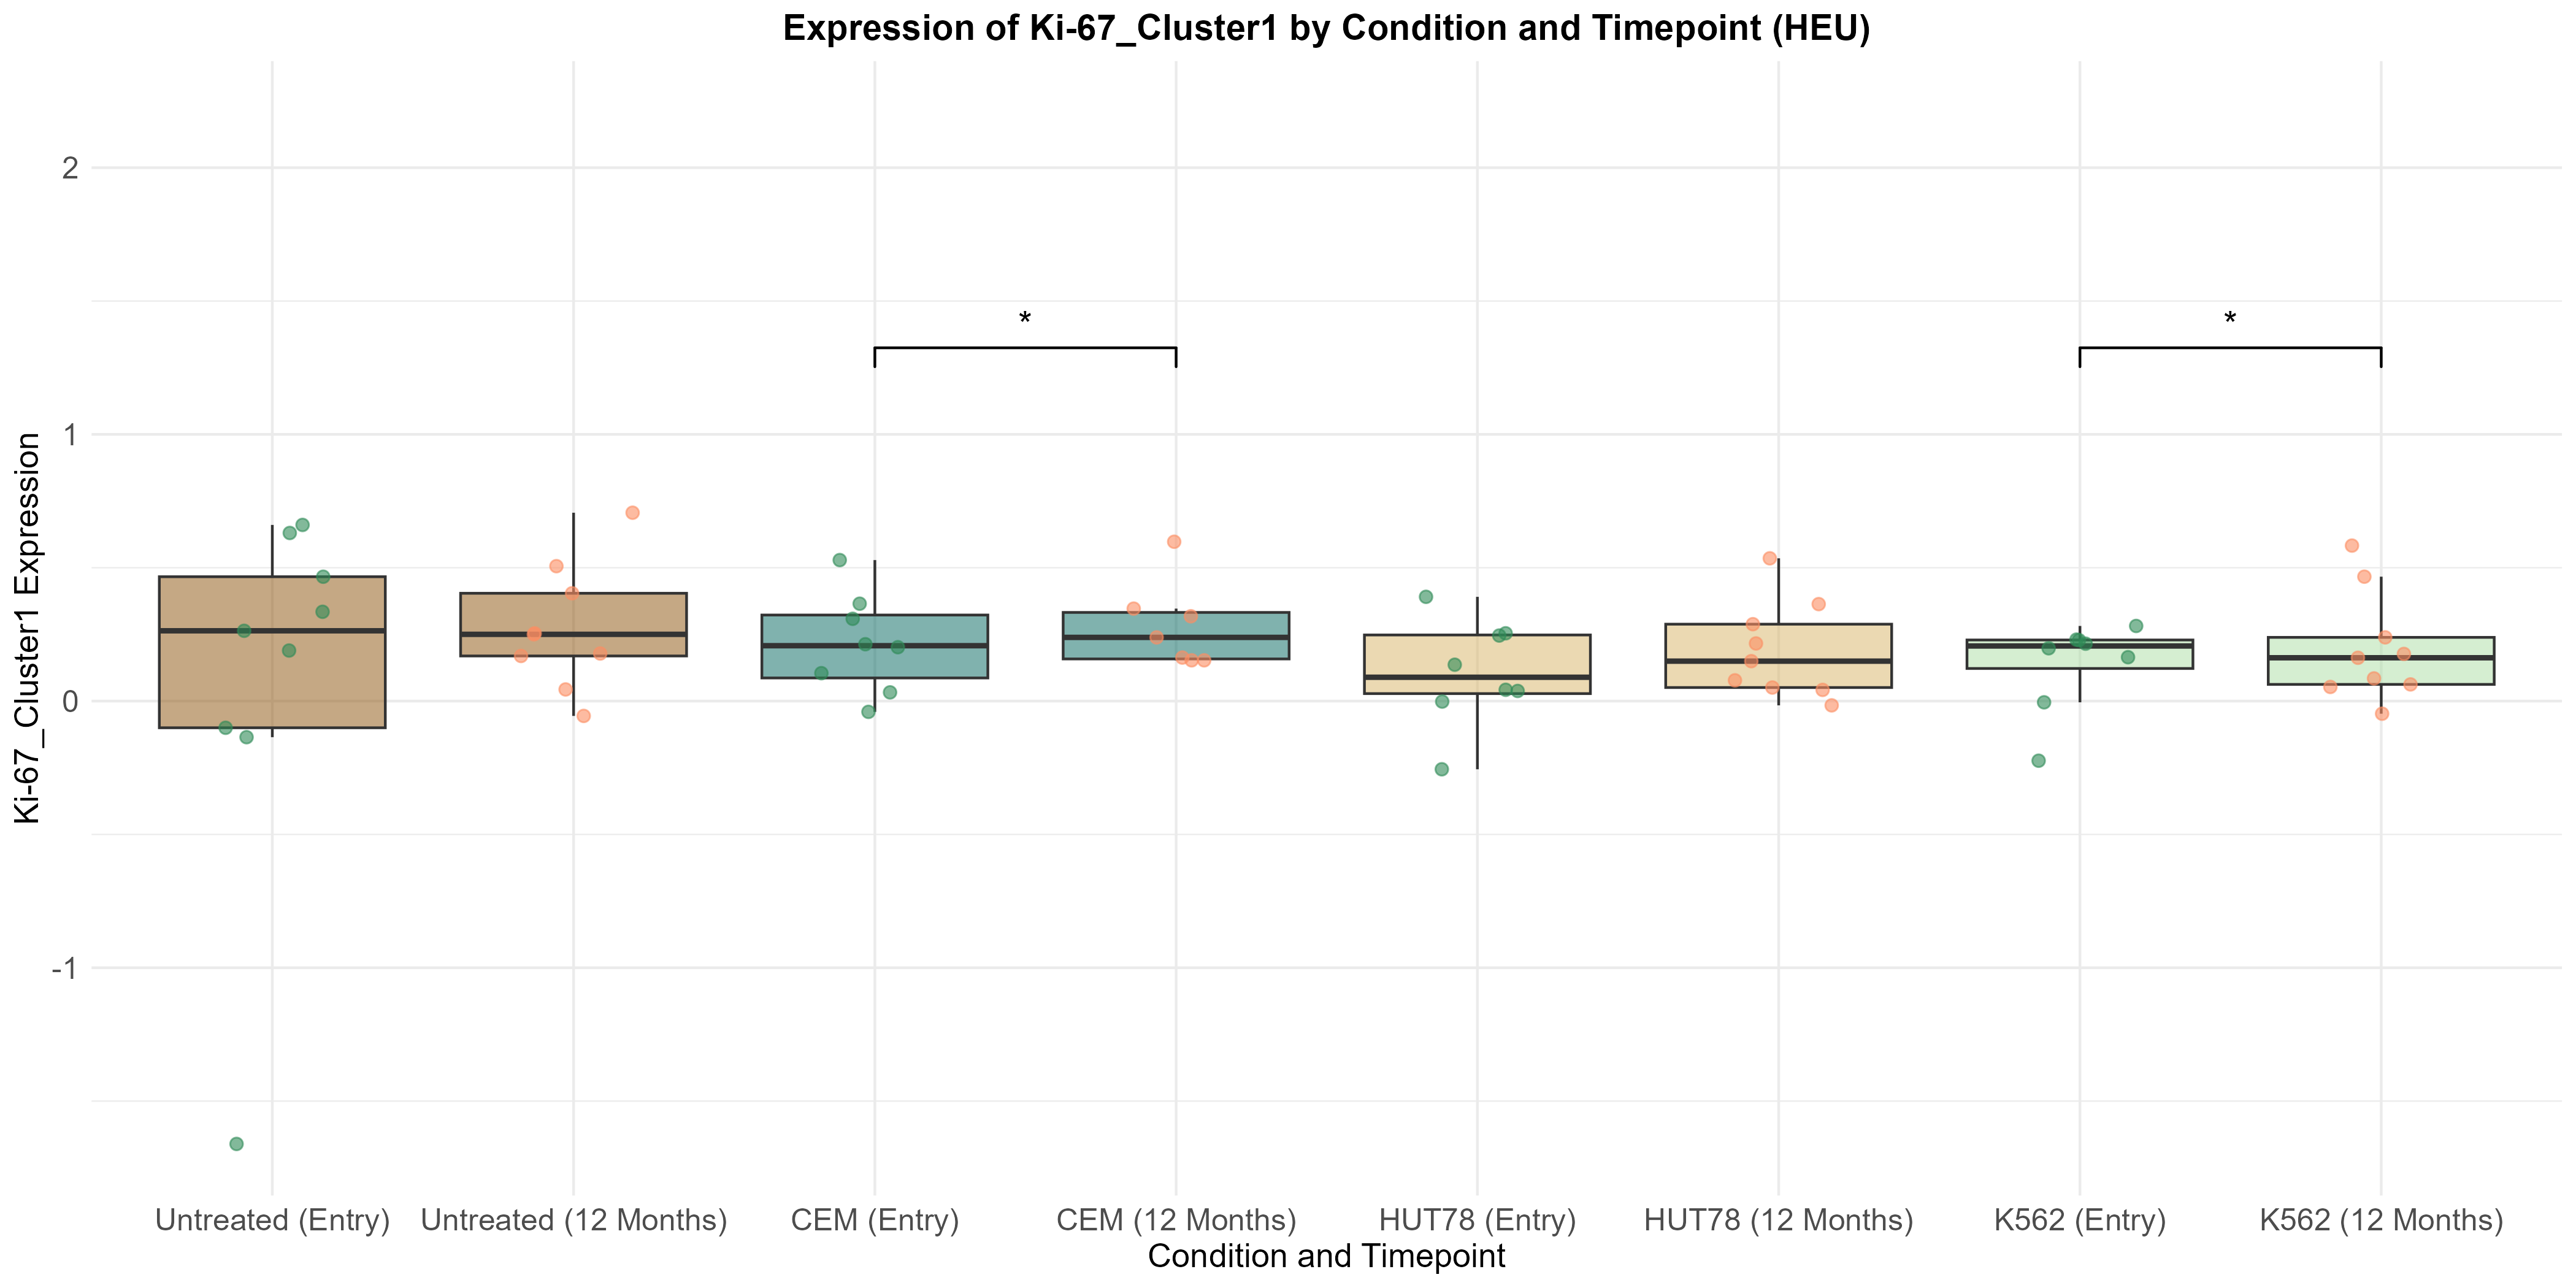 Expression of Ki-67_Cluster1 by Condition and Timepoint (HEU)
Ki-67_Cluster1 Expression
2
1
0
-1
*
*
Untreated (Entry)
Untreated (12 Months)
CEM (Entry)
CEM (12 Months)
HUT78 (Entry)
HUT78 (12 Months)
K562 (Entry)
K562 (12 Months)
Condition and Timepoint